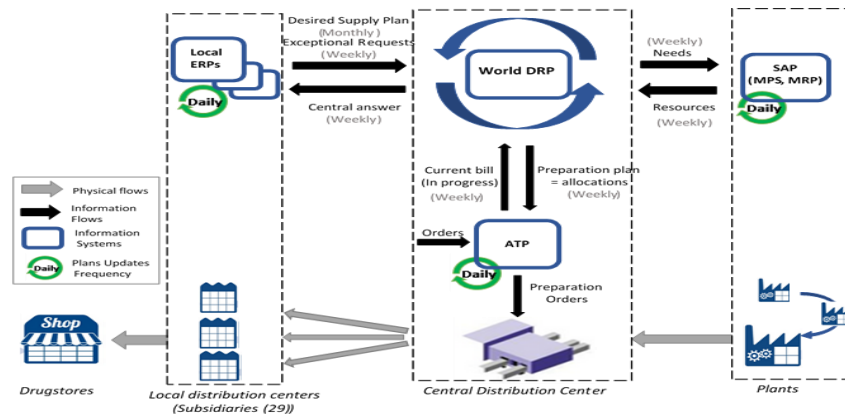 Desired Supply Plan
(Monthly)
Exceptional Requests
(Weekly)
Local
ERPs
Daily
Central answer
(Weekly)
World DRP
(Weekly)
Needs
Resources
(Weekly)
SAP
(MPS, MRP)
Daily
Current bill
(In progress)
(Weekly)
Preparation plan
= allocations
(Weekly)
Physical flows
Information
Flows
Information
Systems
Daily
Plans Updates
Frequency
Orders
ATP
Daily
Preparation
Orders
Shop
Drugstores
Local distribution centers
(Subsidiaries (29))
Central Distribution Center
Plants